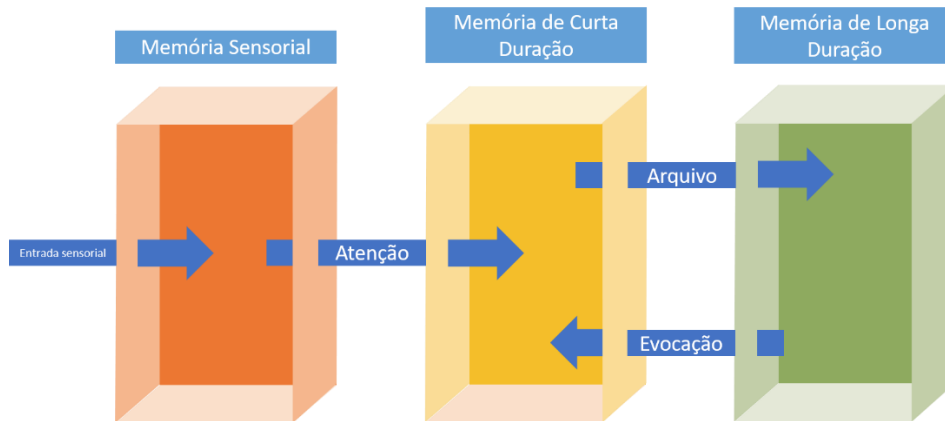 Memória Sensorial
Memória de Curta
Duração
Memória de Longa
Duração
Arquivo
Entrada sensorial
Atenção
Evocação